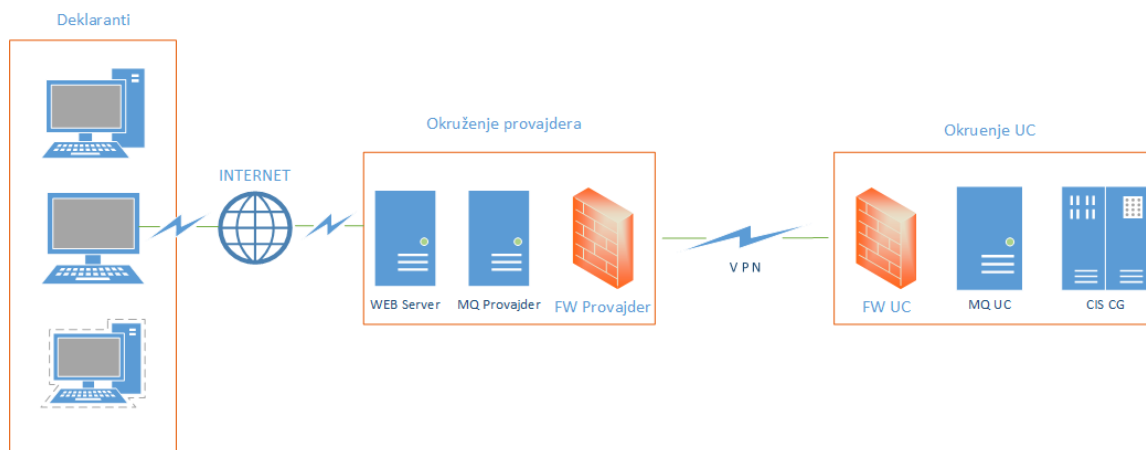 Deklaranti
Okruženje provajdera
Okruenje UC
INTERNET
WEB Server
MQ Provajder
FW Provajder
VPN
FW UC
MQ UC
CIS CG